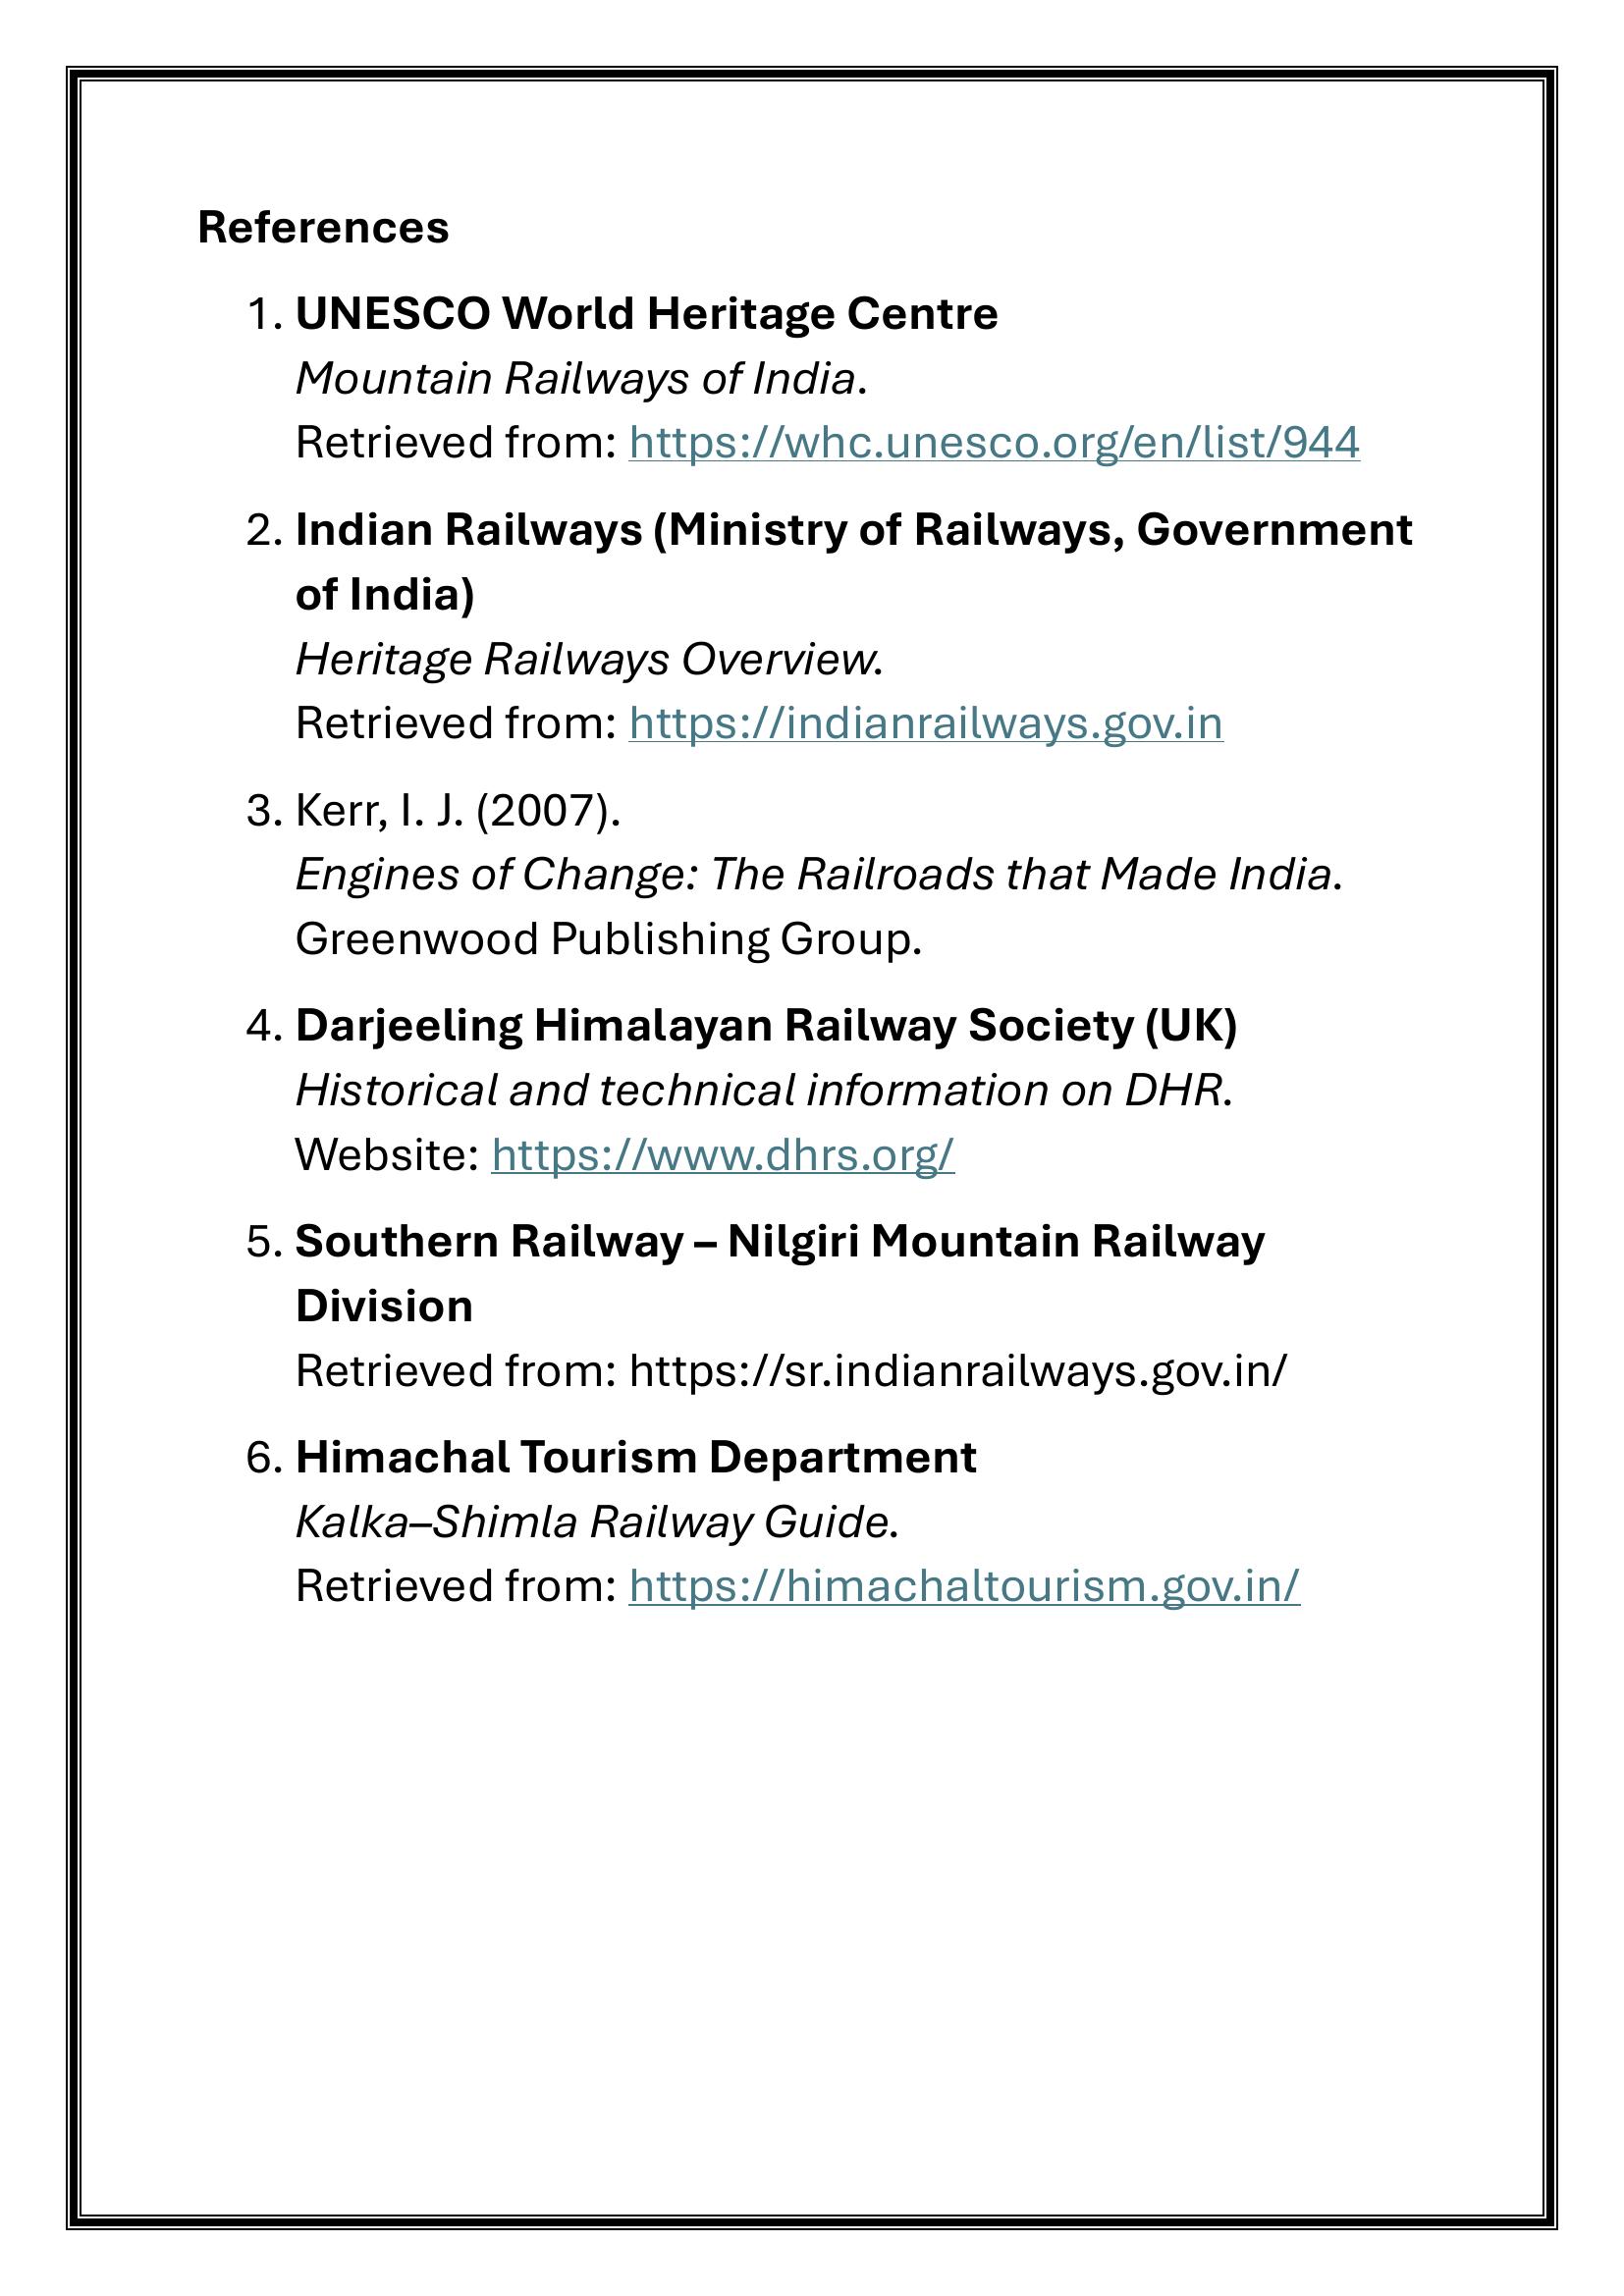 References
1. UNESCO World Heritage Centre
Mountain Railways of India.
Retrieved from: https://whc.unesco.org/en/list/944
2. Indian Railways (Ministry of Railways, Government
of India)
Heritage Railways Overview.
Retrieved from: https://indianrailways.gov.in
3. Kerr, I. J. (2007).
Engines of Change: The Railroads that Made India.
Greenwood Publishing Group.
4. Darjeeling Himalayan Railway Society (UK)
Historical and technical information on DHR.
Website: https://www.dhrs.org/
5. Southern Railway – Nilgiri Mountain Railway
Division
Retrieved from: https://sr.indianrailways.gov.in/
6. Himachal Tourism Department
Kalka–Shimla Railway Guide.
Retrieved from: https://himachaltourism.gov.in/